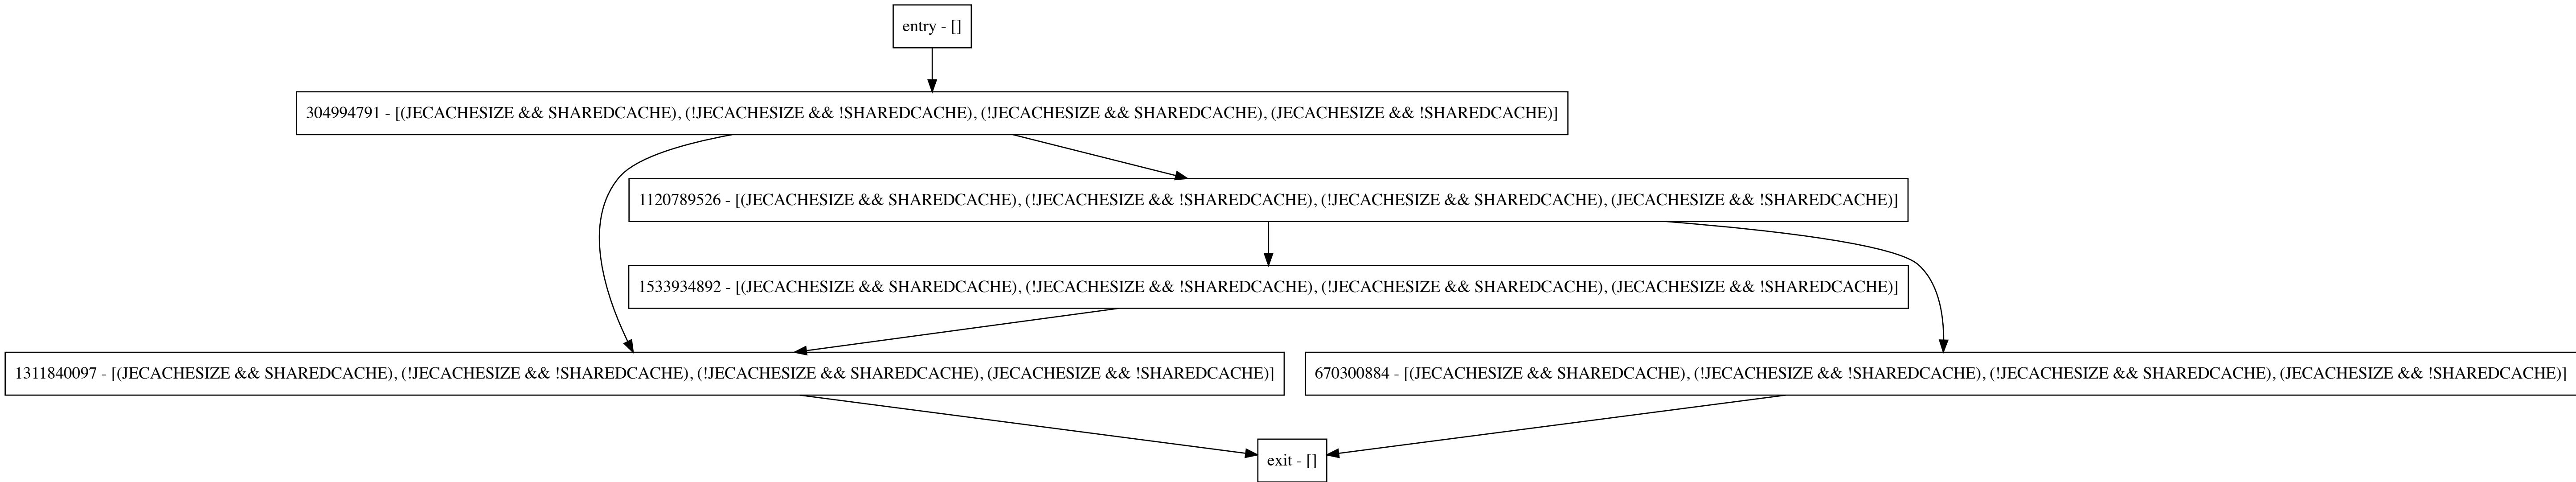 entry - []
304994791 - [(JECACHESIZE && SHAREDCACHE), (!JECACHESIZE && !SHAREDCACHE), (!JECACHESIZE && SHAREDCACHE), (JECACHESIZE && !SHAREDCACHE)]
1120789526 - [(JECACHESIZE && SHAREDCACHE), (!JECACHESIZE && !SHAREDCACHE), (!JECACHESIZE && SHAREDCACHE), (JECACHESIZE && !SHAREDCACHE)]
1533934892 - [(JECACHESIZE && SHAREDCACHE), (!JECACHESIZE && !SHAREDCACHE), (!JECACHESIZE && SHAREDCACHE), (JECACHESIZE && !SHAREDCACHE)]
1311840097 - [(JECACHESIZE && SHAREDCACHE), (!JECACHESIZE && !SHAREDCACHE), (!JECACHESIZE && SHAREDCACHE), (JECACHESIZE && !SHAREDCACHE)]
670300884 - [(JECACHESIZE && SHAREDCACHE), (!JECACHESIZE && !SHAREDCACHE), (!JECACHESIZE && SHAREDCACHE), (JECACHESIZE && !SHAREDCACHE)]
exit - []